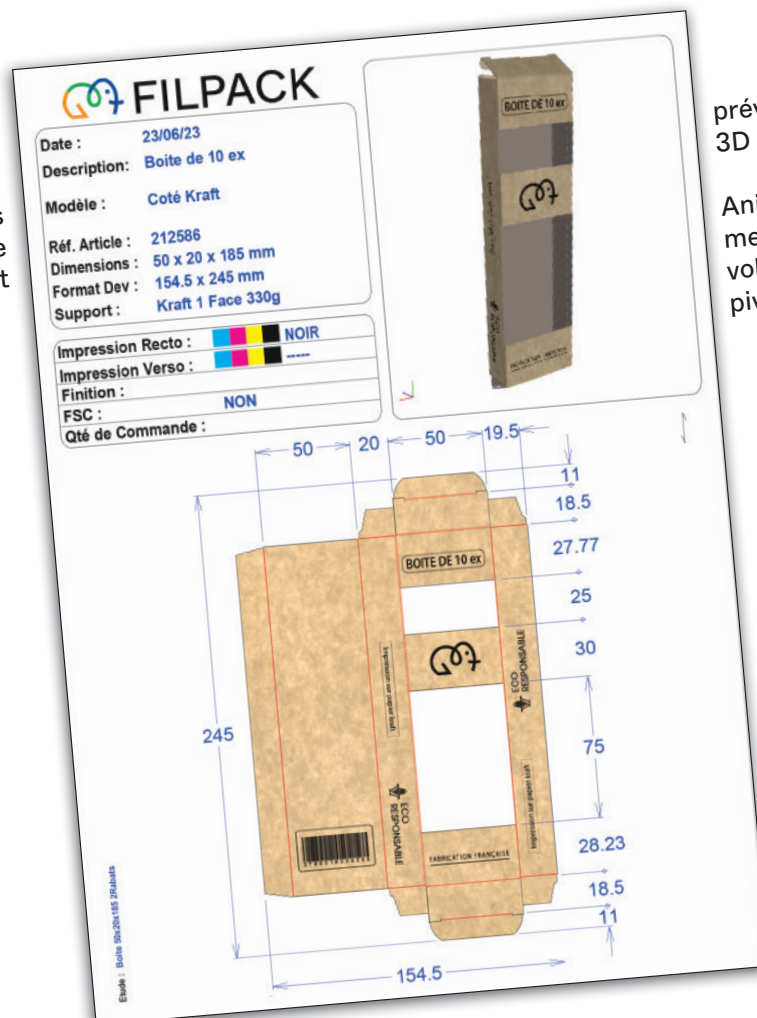 FILPACK
Date : 23/06/23
Description: Boite de 10 ex
Modèle : Coté Kraft
Réf. Article : 212586
Dimensions : 50 x 20 x 185 mm
Format Dev : 154.5 x 245 mm
Support : Kraft 1 Face 330g
Impression Recto : NOIR
Impression Verso : -----
Finition :
FSC : NON
Qté de Commande :
BOITE DE 10 ex
prév
3D
Ani
me
vol
piv
s
e
t
50
20
50
19.5
11
18.5
27.77
25
30
75
28.23
18.5
11
245
154.5
BOITE DE 10 ex
Impression sur papier kraft
ECO
RESPONSABLE
ECO
RESPONSABLE
Impression sur papier kraft
FABRICATION FRANÇAISE
Etude : Boite 50x20x185 2Rabats